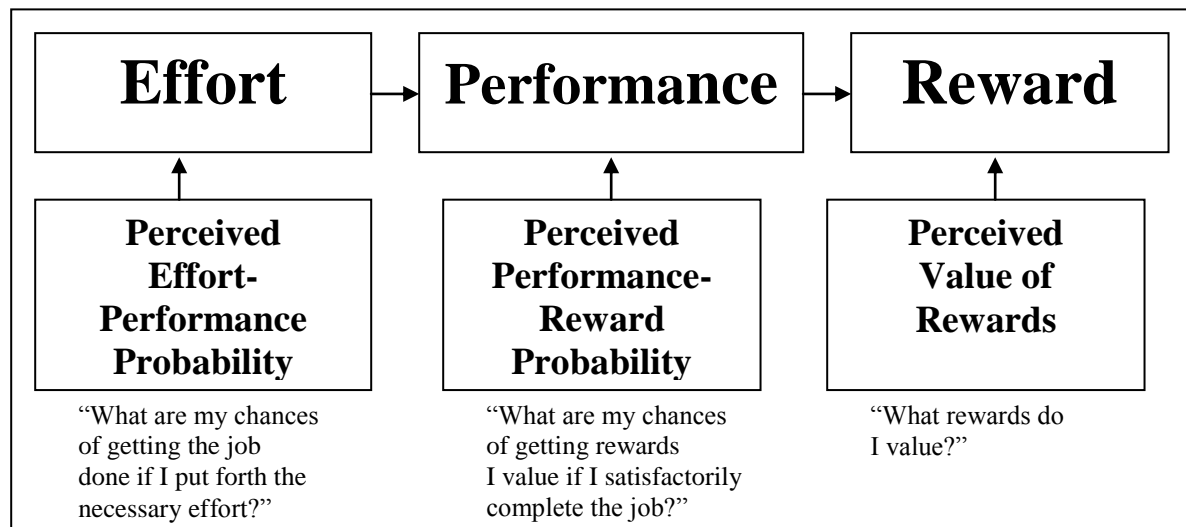 Effort
Performance
Reward
Perceived
Effort-
Performance
Probability
Perceived
Performance-
Reward
Probability
Perceived
Value of
Rewards
“What are my chances
of getting the job
done if I put forth the
necessary effort?”
“What are my chances
of getting rewards
I value if I satisfactorily
complete the job?”
“What rewards do
I value?”